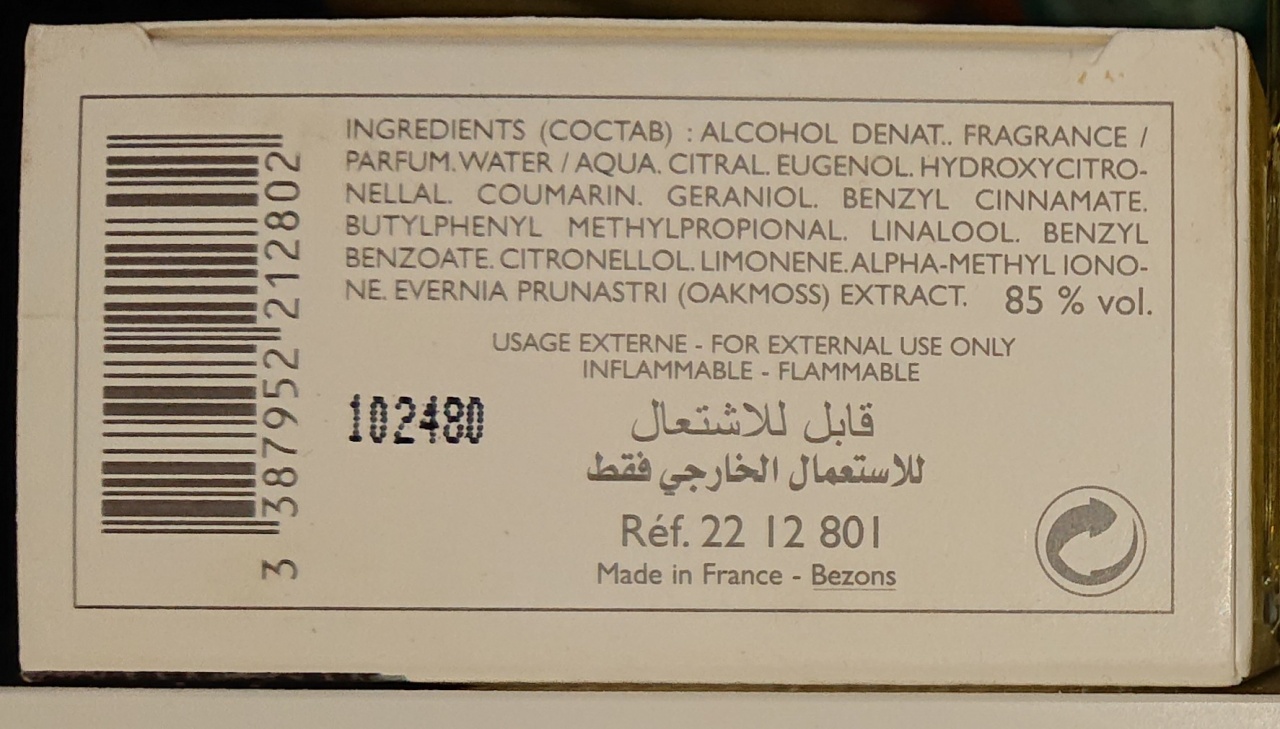 INGREDIENTS (COCTAB) : ALCOHOL DENAT.. FRAGRANCE /
PARFUM. WATER / AQUA. CITRAL. EUGENOL. HYDROXYCITRO-
NELLAL. COUMARIN. GERANIOL. BENZYL CINNAMATE.
BUTYLPHENYL METHYLPROPIONAL. LINALOOL. BENZYL
BENZOATE. CITRONELLOL. LIMONENE. ALPHA-METHYL IONO-
NE. EVERNIA PRUNASTRI (OAKMOSS) EXTRACT. 85 % vol.
USAGE EXTERNE - FOR EXTERNAL USE ONLY
INFLAMMABLE - FLAMMABLE
102480
قابل للاشتعال
للاستعمال الخارجي فقط
Réf. 22 12 801
Made in France - Bezons
3 387952 212802